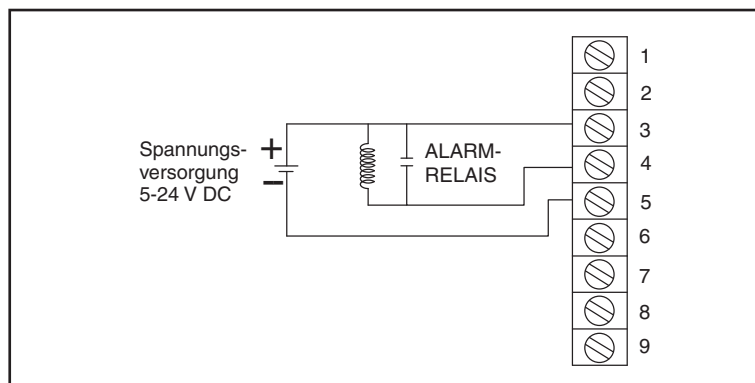 Spannungs-
versorgung
5-24 V DC
+
−
ALARM-
RELAIS
1
2
3
4
5
6
7
8
9